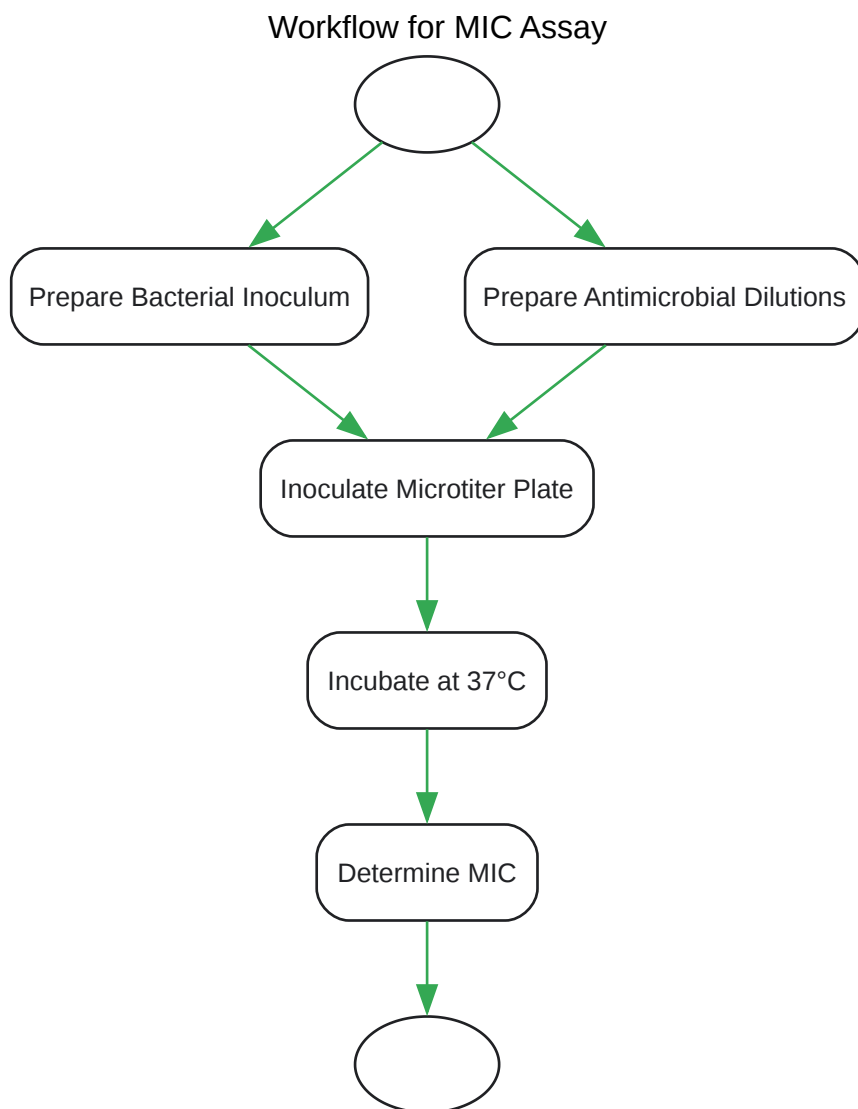 Workflow for MIC Assay
Prepare Bacterial Inoculum
Prepare Antimicrobial Dilutions
Inoculate Microtiter Plate
Incubate at 37°C
Determine MIC